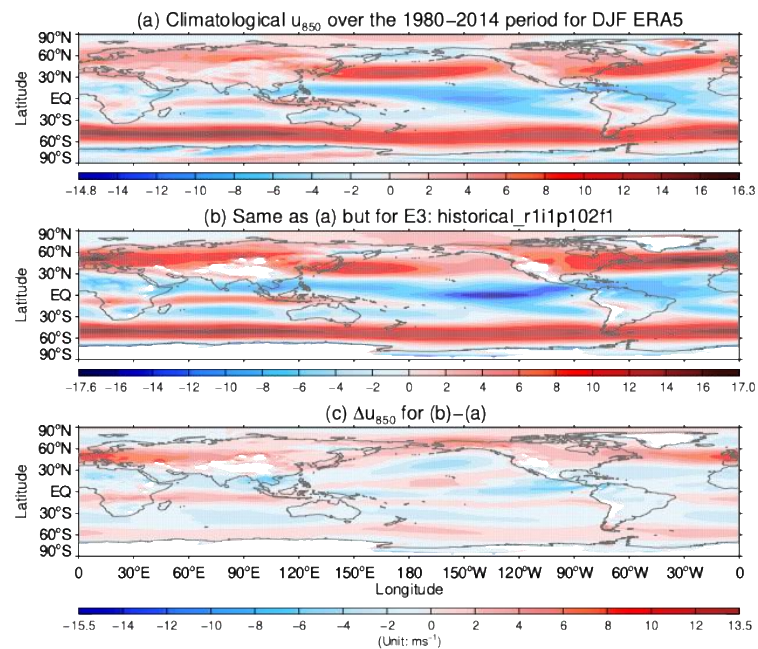 (a) Climatological u₈₅₀ over the 1980−2014 period for DJF ERA5
90°N
60°N
30°N
EQ
30°S
60°S
90°S
Latitude
−14.8 −14 −12 −10 −8 −6 −4 −2 0 2 4 6 8 10 12 14 16 16.3
(b) Same as (a) but for E3: historical_r1i1p102f1
90°N
60°N
30°N
EQ
30°S
60°S
90°S
Latitude
−17.6 −16 −14 −12 −10 −8 −6 −4 −2 0 2 4 6 8 10 12 14 16 17.0
(c) Δu₈₅₀ for (b)−(a)
90°N
60°N
30°N
EQ
30°S
60°S
90°S
Latitude
0 30°E 60°E 90°E 120°E 150°E 180 150°W 120°W 90°W 60°W 30°W 0
Longitude
−15.5 −14 −12 −10 −8 −6 −4 −2 0 2 4 6 8 10 12 13.5
(Unit: ms⁻¹)